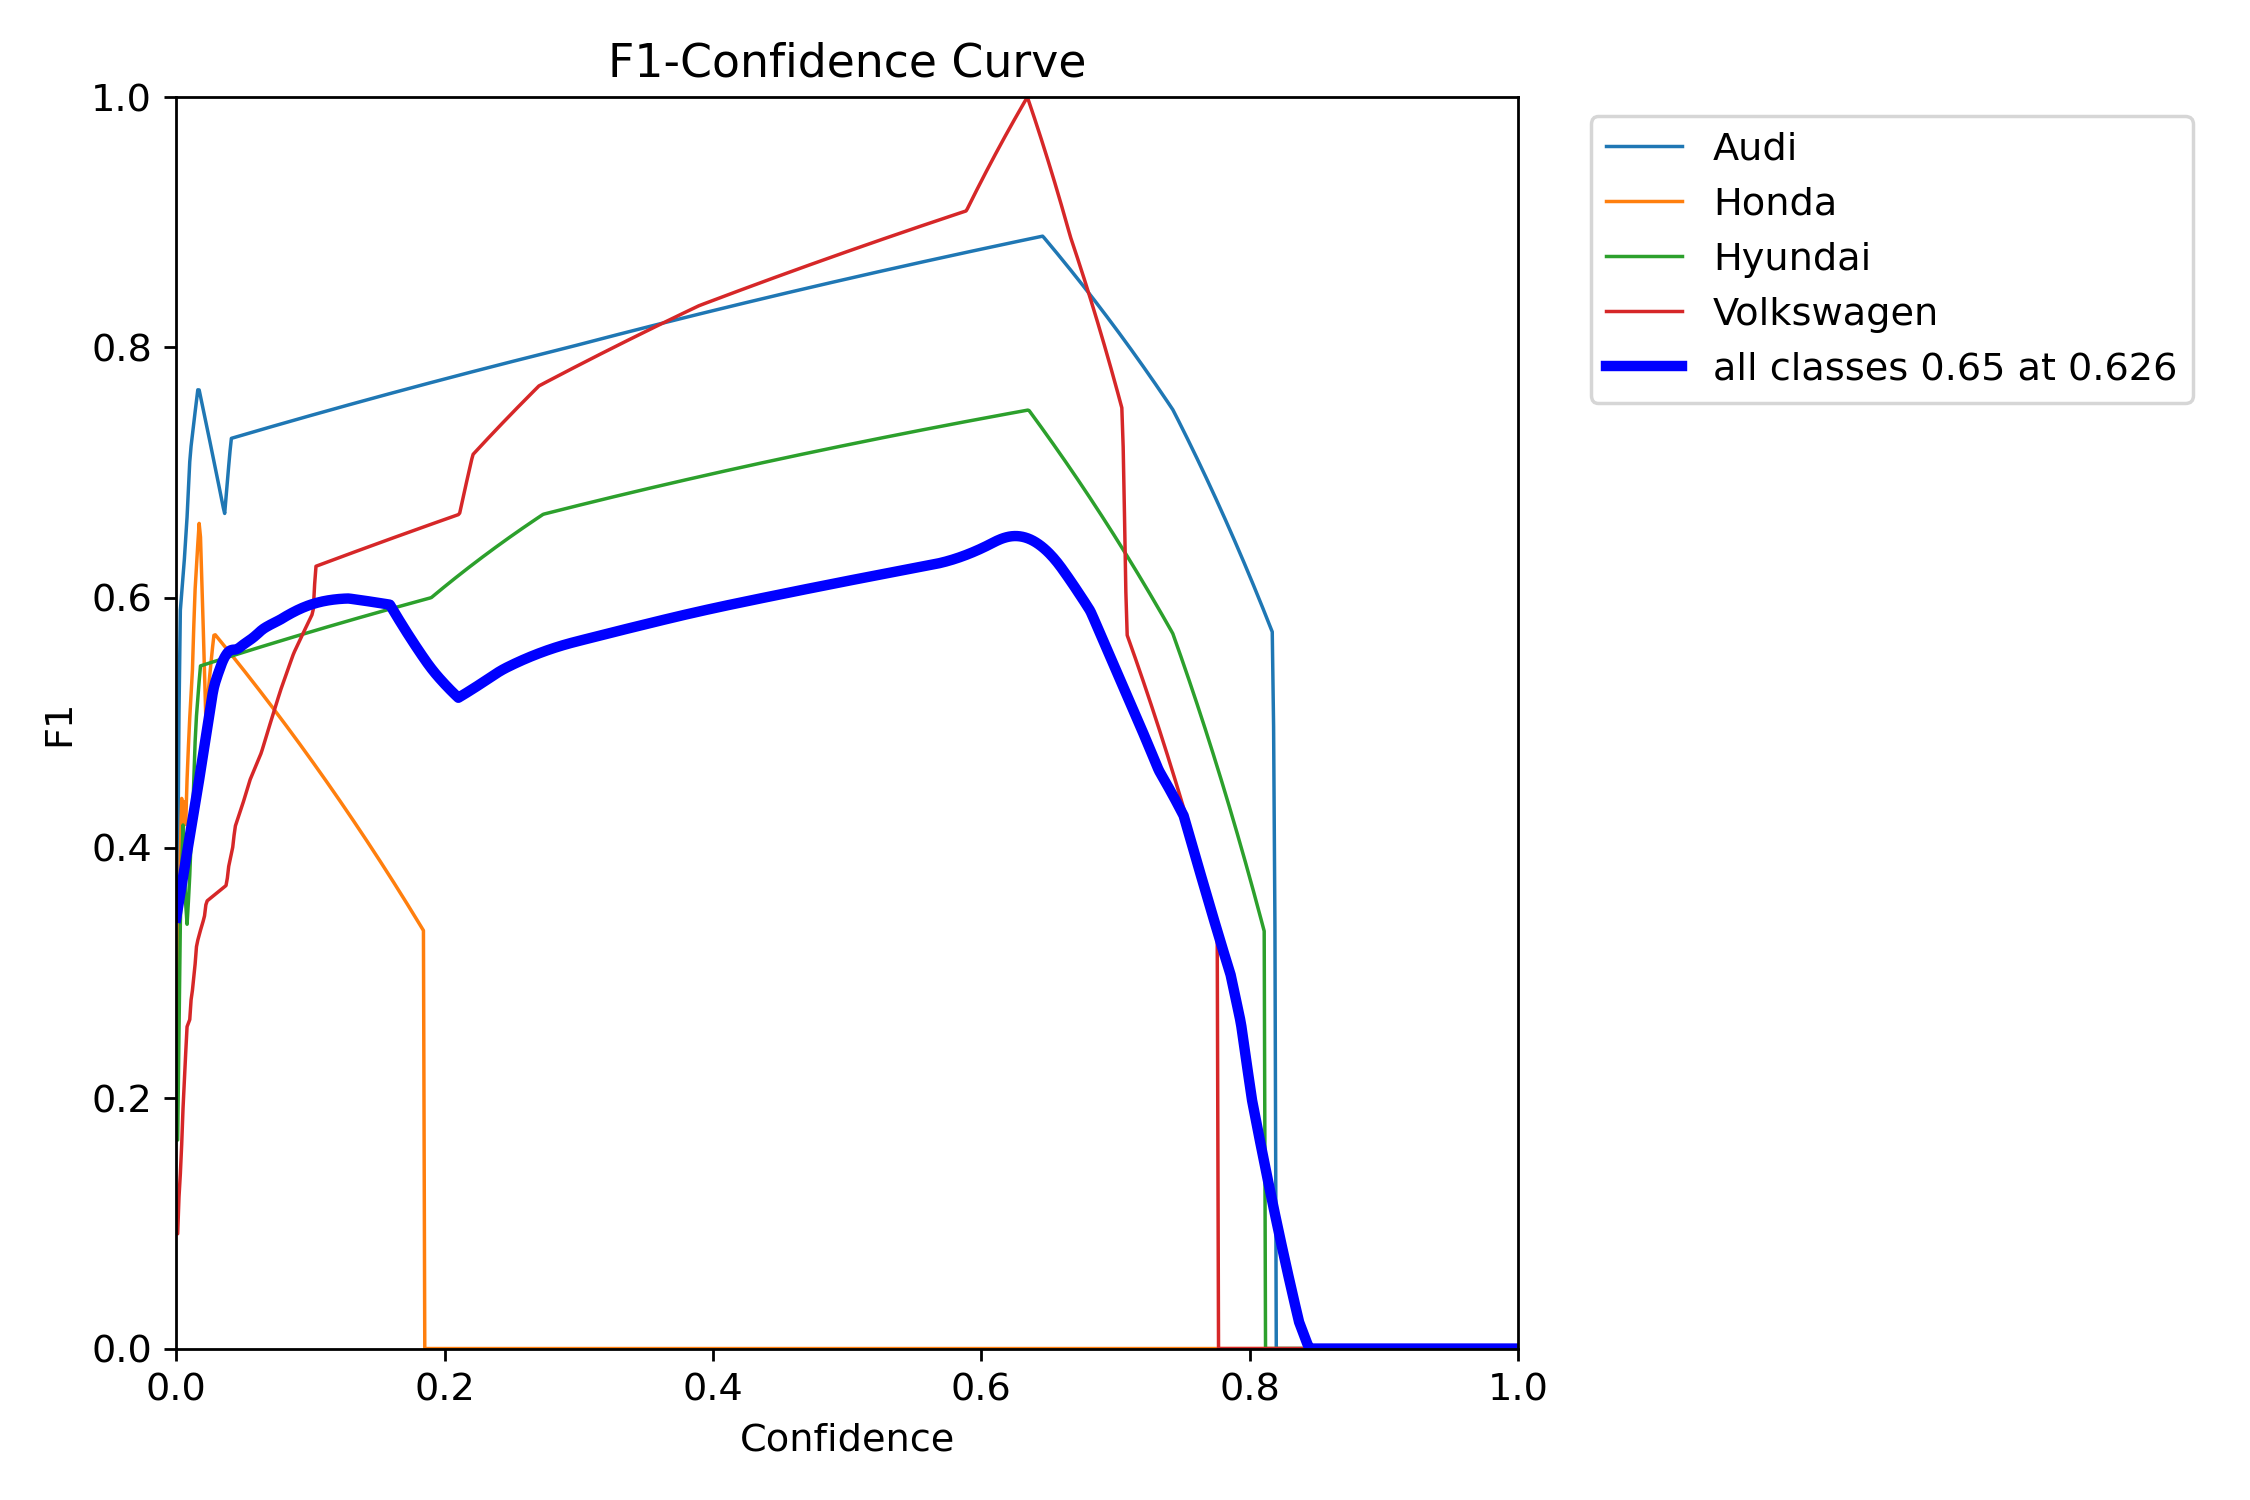 F1-Confidence Curve
1.0
0.8
0.6
0.4
0.2
0.0
F1
0.0 0.2 0.4 0.6 0.8 1.0
Confidence
Audi
Honda
Hyundai
Volkswagen
all classes 0.65 at 0.626